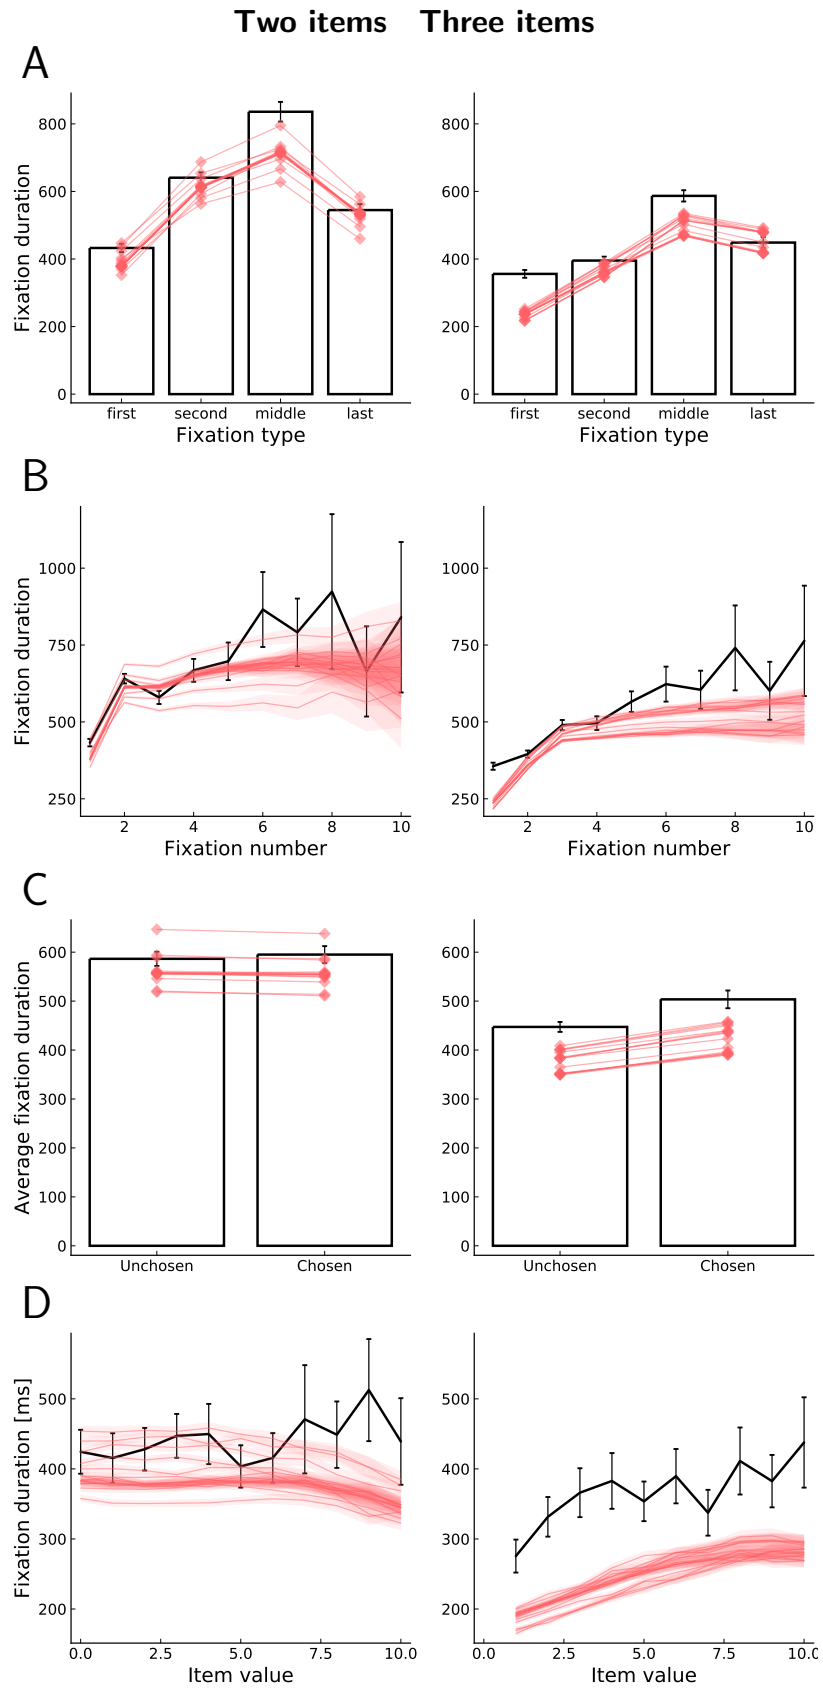 Two items Three items
A
Fixation duration
800
600
400
200
0
first second middle last
Fixation type
800
600
400
200
0
first second middle last
Fixation type
B
Fixation duration
1000
750
500
250
2 4 6 8 10
Fixation number
1000
750
500
250
2 4 6 8 10
Fixation number
C
Average fixation duration
600
500
400
300
200
100
0
Unchosen Chosen
600
500
400
300
200
100
0
Unchosen Chosen
D
Fixation duration [ms]
500
400
300
200
0.0 2.5 5.0 7.5 10.0
Item value
500
400
300
200
0.0 2.5 5.0 7.5 10.0
Item value